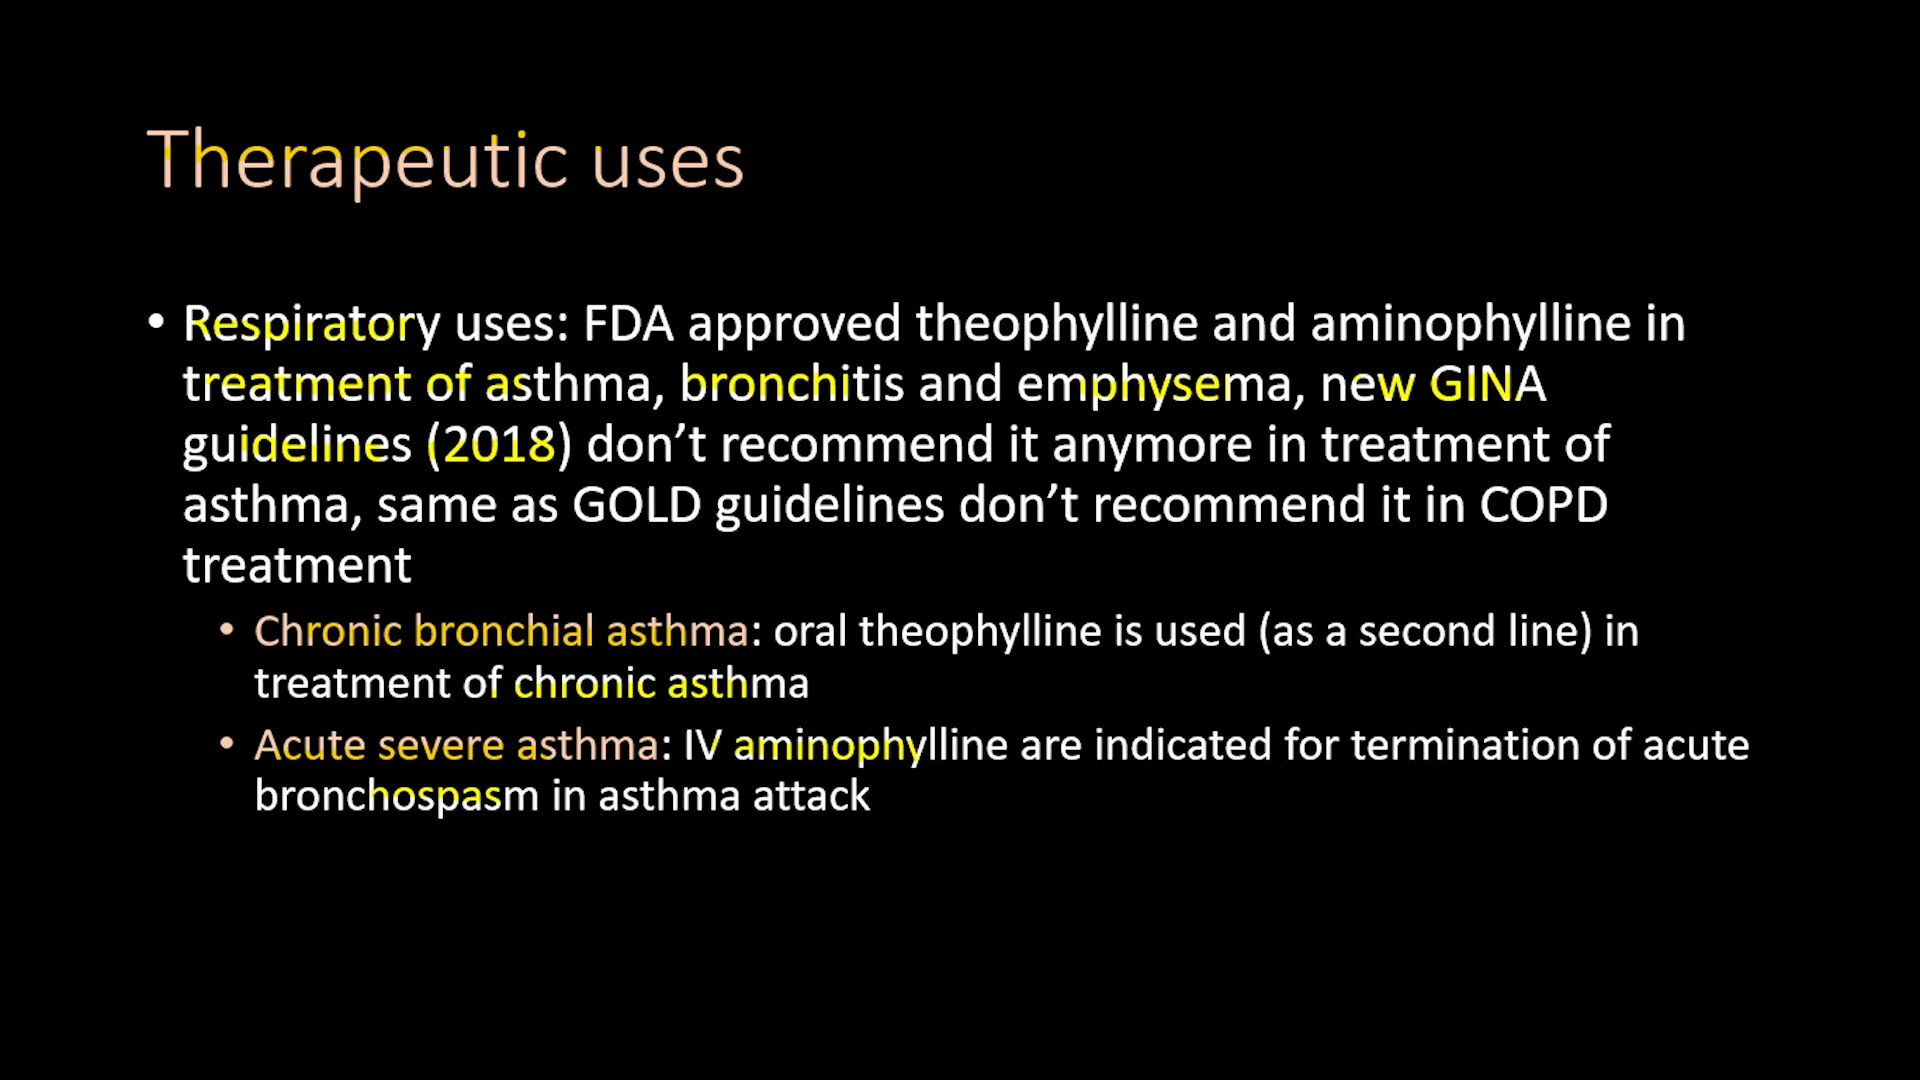 Therapeutic uses
• Respiratory uses: FDA approved theophylline and aminophylline in
treatment of asthma, bronchitis and emphysema, new GINA
guidelines (2018) don’t recommend it anymore in treatment of
asthma, same as GOLD guidelines don’t recommend it in COPD
treatment
• Chronic bronchial asthma: oral theophylline is used (as a second line) in
treatment of chronic asthma
• Acute severe asthma: IV aminophylline are indicated for termination of acute
bronchospasm in asthma attack